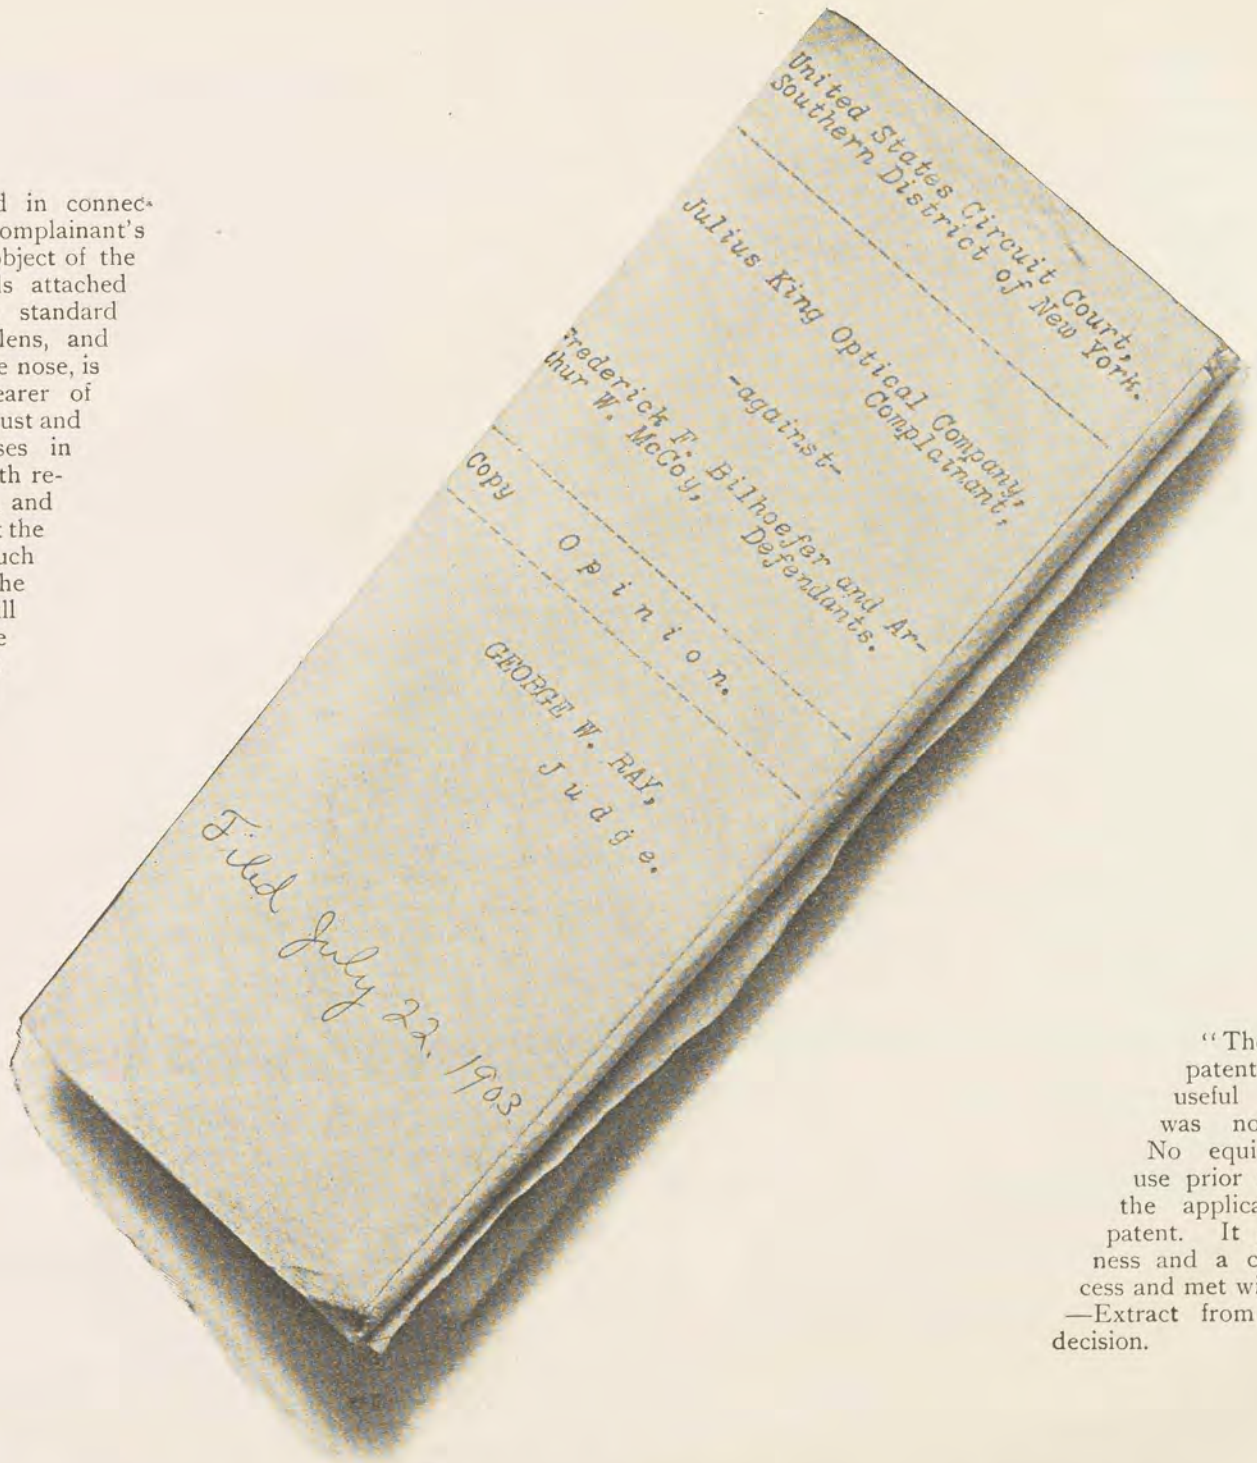 d in connec-
omplainant's
bject of the
ls attached
standard
lens, and
e nose, is
earer of
ust and
ses in
th re-
and
t the
uch
he
ll
e
United States Circuit Court,
Southern District of New York.
Julius King Optical Company,
Complainant,
-against-
Frederick F. Bilhoefer and Ar-
thur W. McCoy,
Defendants.
Copy
Opinion.
GEORGE W. RAY,
Judge.
Filed July 22. 1903
"The
patent
useful
was no
No equi
use prior
the applica
patent. It
ness and a c
cess and met wi
—Extract from
decision.